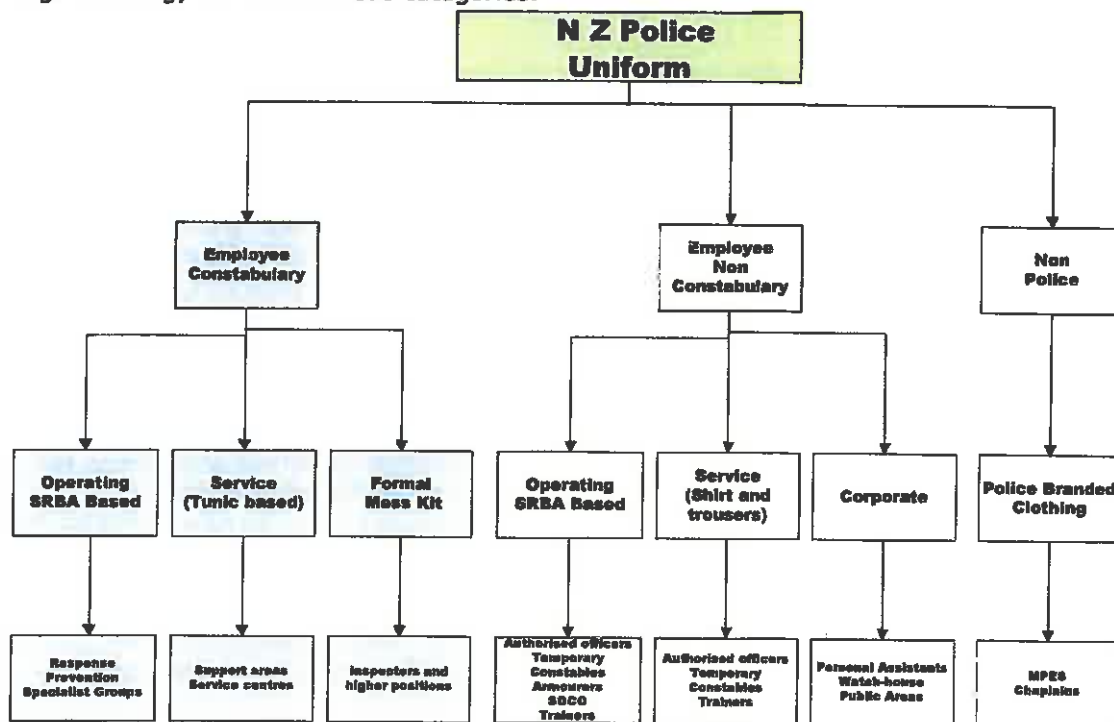 categories.
N Z Police
Uniform
Employee
Constabulary
Employee
Non
Constabulary
Non
Police
Operating
SRBA Based
Service
(Tunic based)
Formal
Mess Kit
Operating
SRBA Based
Service
(Shirt and
trousers)
Corporate
Police Branded
Clothing
Response
Prevention
Specialist Groups
Support areas
Service centres
Inspectors and
higher positions
Authorised officers
Temporary
Constables
Armourers
SOCO
Trainers
Authorised officers
Temporary
Constables
Trainers
Personal Assistants
Watch-house
Public Areas
MPES
Chaplains